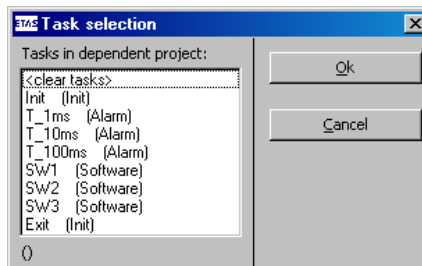 ETAS Task selection
Tasks in dependent project:
<clear tasks>
Init (Init)
T_1ms (Alarm)
T_10ms (Alarm)
T_100ms (Alarm)
SW1 (Software)
SW2 (Software)
SW3 (Software)
Exit (Init)
()
Ok
Cancel